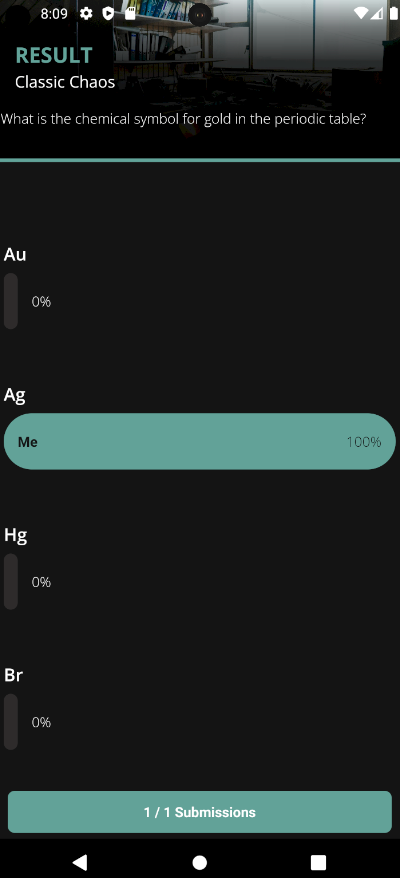 8:09
RESULT
Classic Chaos
What is the chemical symbol for gold in the periodic table?
Au
0%
Ag
Me 100%
Hg
0%
Br
0%
1 / 1 Submissions